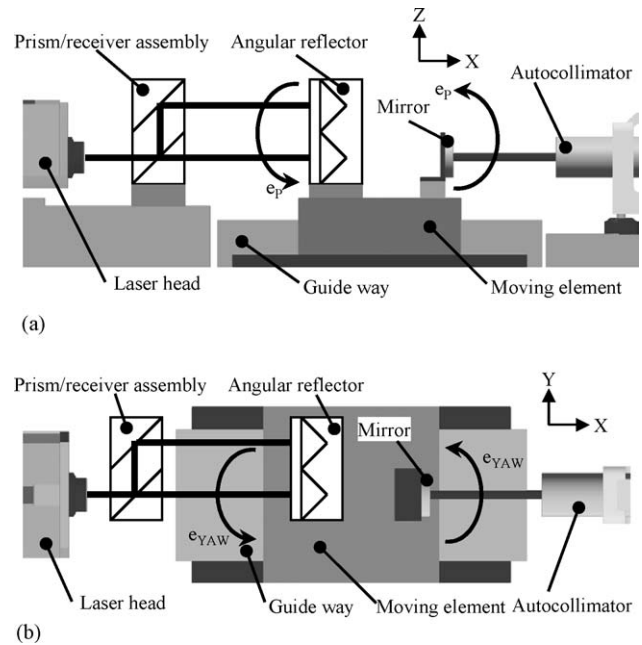 Prism/receiver assembly
Angular reflector
Z
X
Autocollimator
Mirror
eP
eP
Laser head
Guide way
Moving element
(a)
Prism/receiver assembly
Angular reflector
Y
X
Mirror
eYAW
eYAW
Laser head
Guide way
Moving element
Autocollimator
(b)